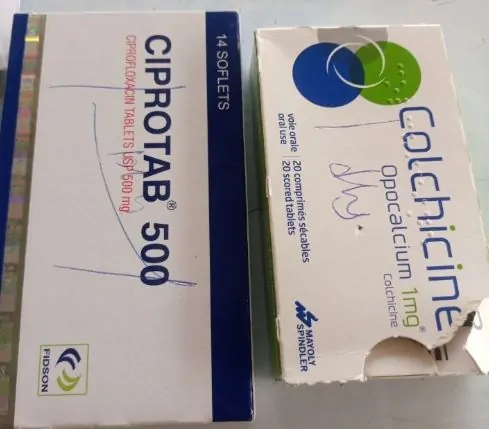 14 SOFLETS
CIPROTAB® 500
CIPROFLOXACIN TABLETS USP 500 mg
FIDSON
Colchicine
Opocalcium 1mg®
Colchicine
voie orale
oral use
20 comprimés sécables
20 scored tablets
MAYOLY
SPINDLER